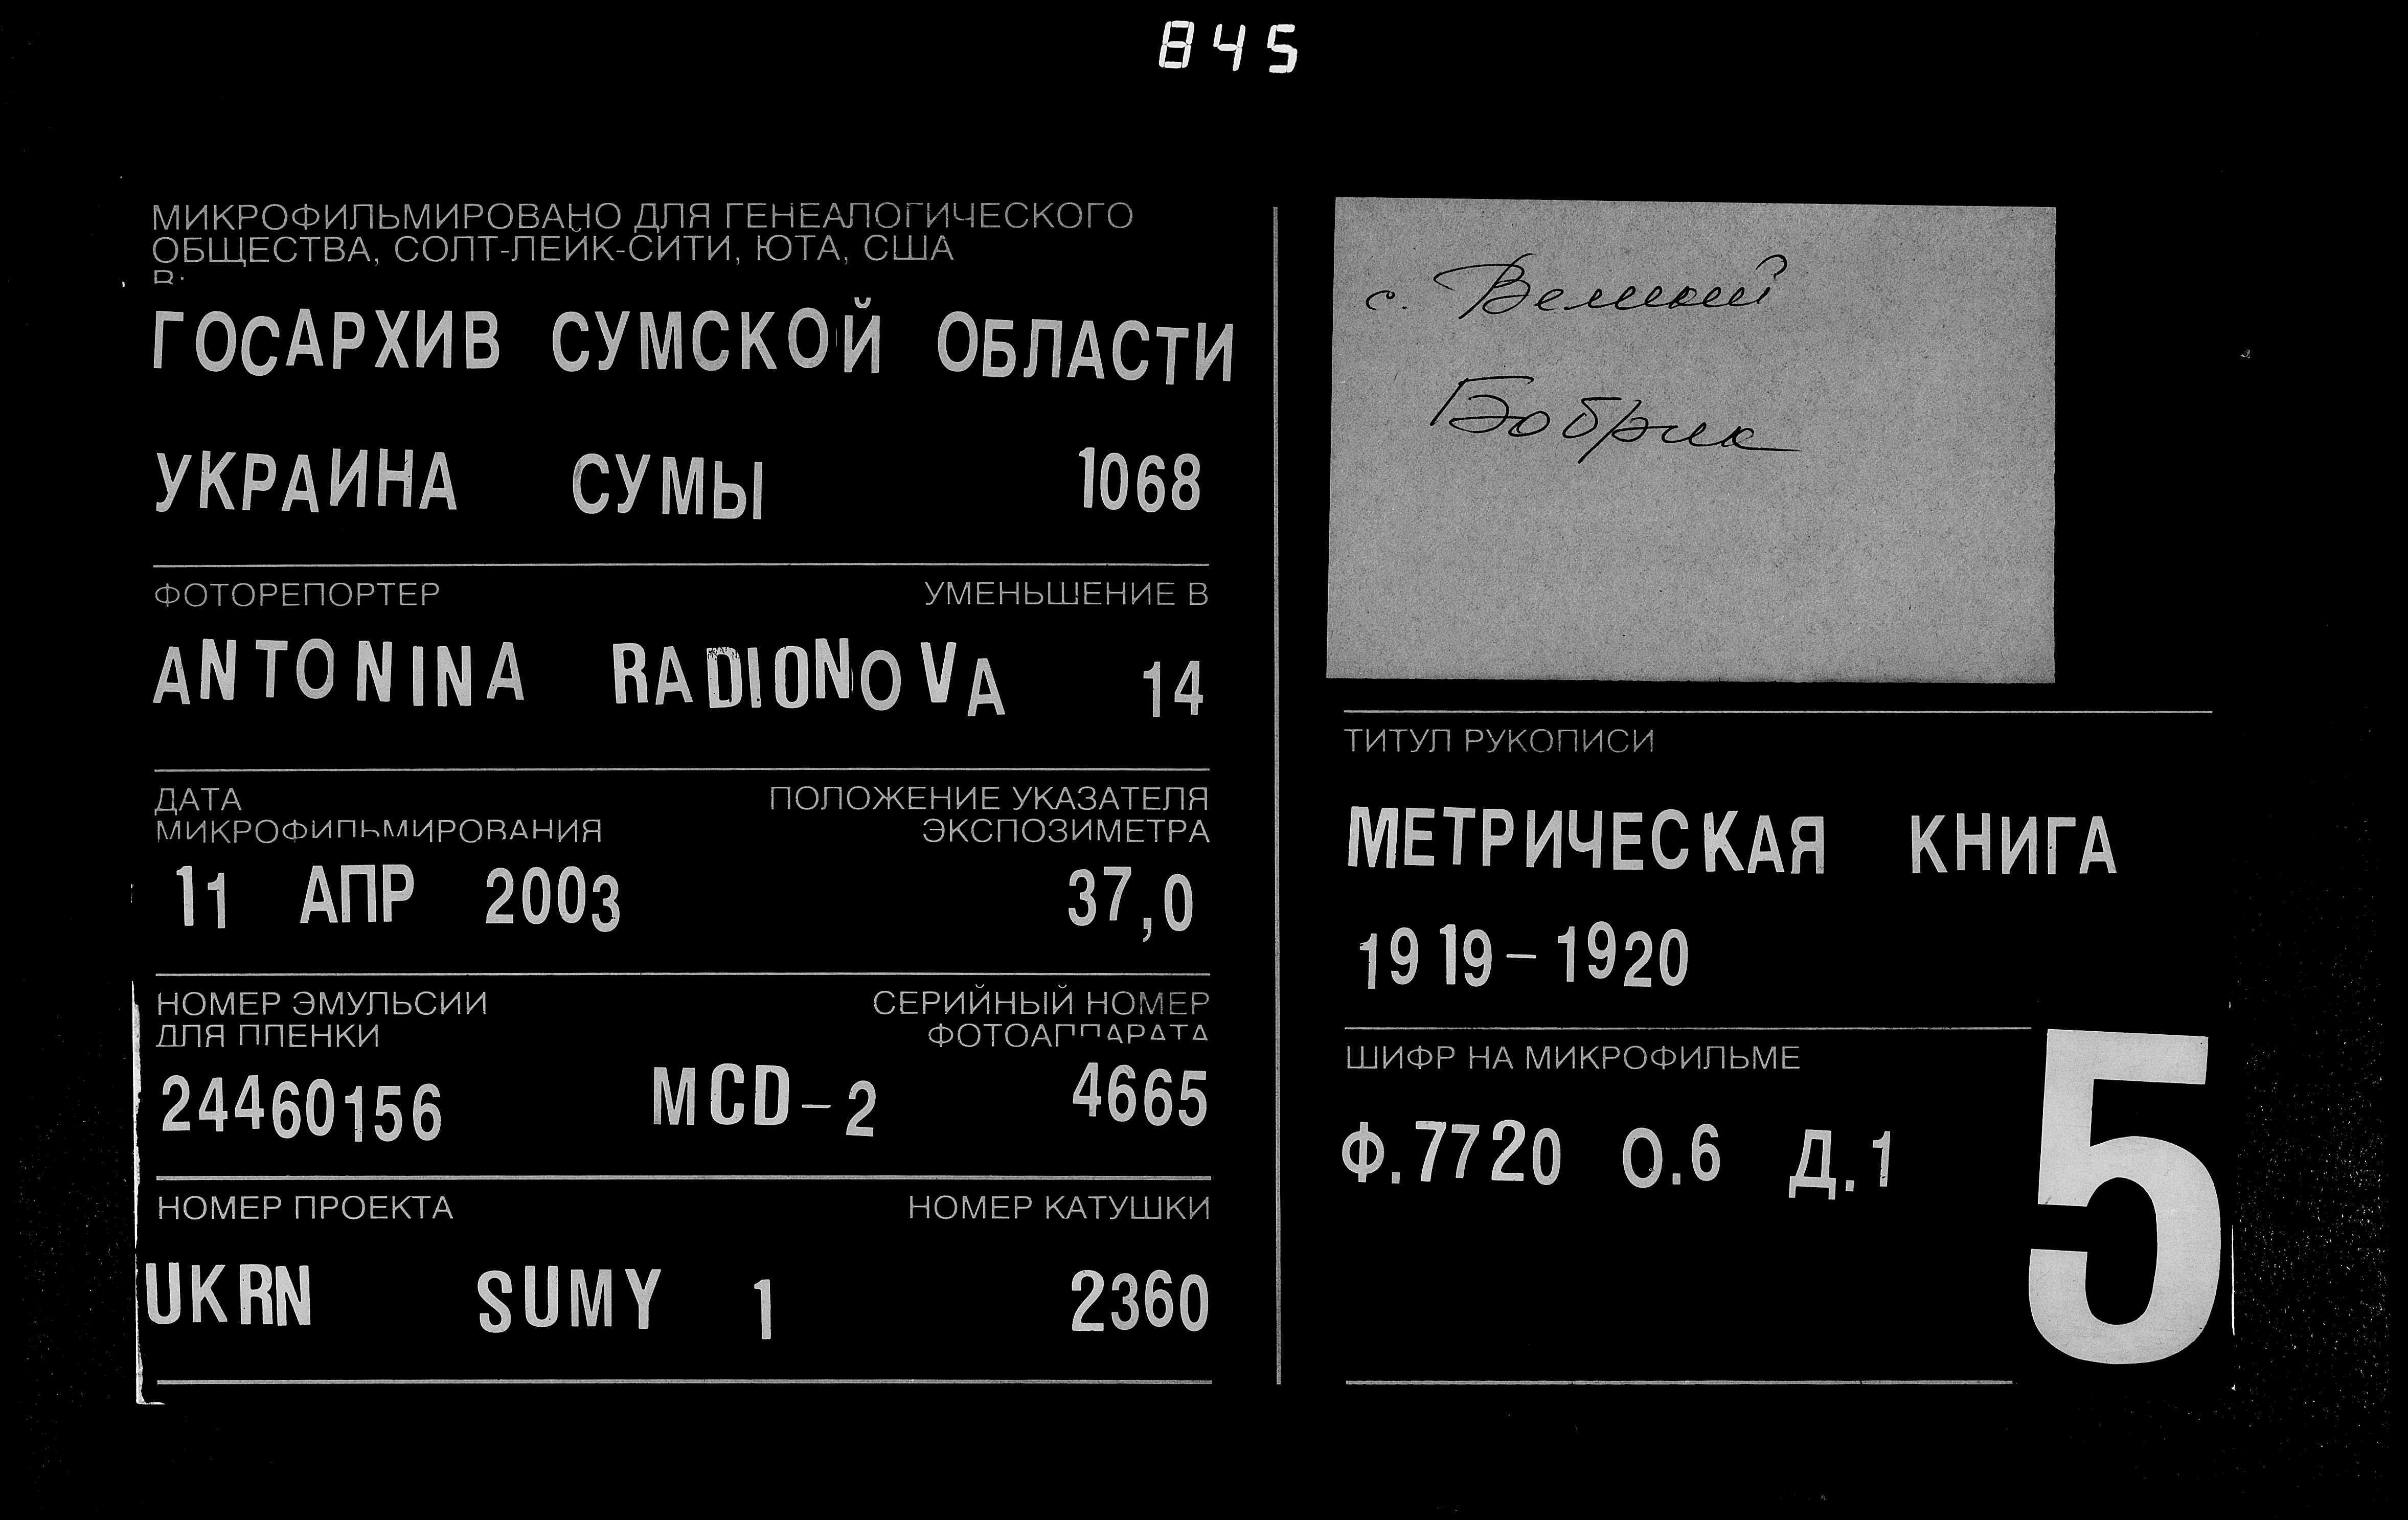 845
МИКРОФИЛЬМИРОВАНО ДЛЯ ГЕНЕАЛОГИЧЕСКОГО
ОБЩЕСТВА, СОЛТ-ЛЕЙК-СИТИ, ЮТА, США
В:
ГОСАРХИВ СУМСКОЙ ОБЛАСТИ
УКРАИНА СУМЫ 1068
ФОТОРЕПОРТЕР УМЕНЬШЕНИЕ В
ANTONINA RADIONOVA 14
ДАТА ПОЛОЖЕНИЕ УКАЗАТЕЛЯ
МИКРОФИЛЬМИРОВАНИЯ ЭКСПОЗИМЕТРА
11 АПР 2003 37,0
НОМЕР ЭМУЛЬСИИ СЕРИЙНЫЙ НОМЕР
ДЛЯ ПЛЕНКИ ФОТОАППАРАТА
24460156 MCD-2 4665
НОМЕР ПРОЕКТА НОМЕР КАТУШКИ
UKRN SUMY 1 2360
с. Великий
Бобрик
ТИТУЛ РУКОПИСИ
МЕТРИЧЕСКАЯ КНИГА
1919-1920
ШИФР НА МИКРОФИЛЬМЕ
Ф.7720 О.6 Д.1
5